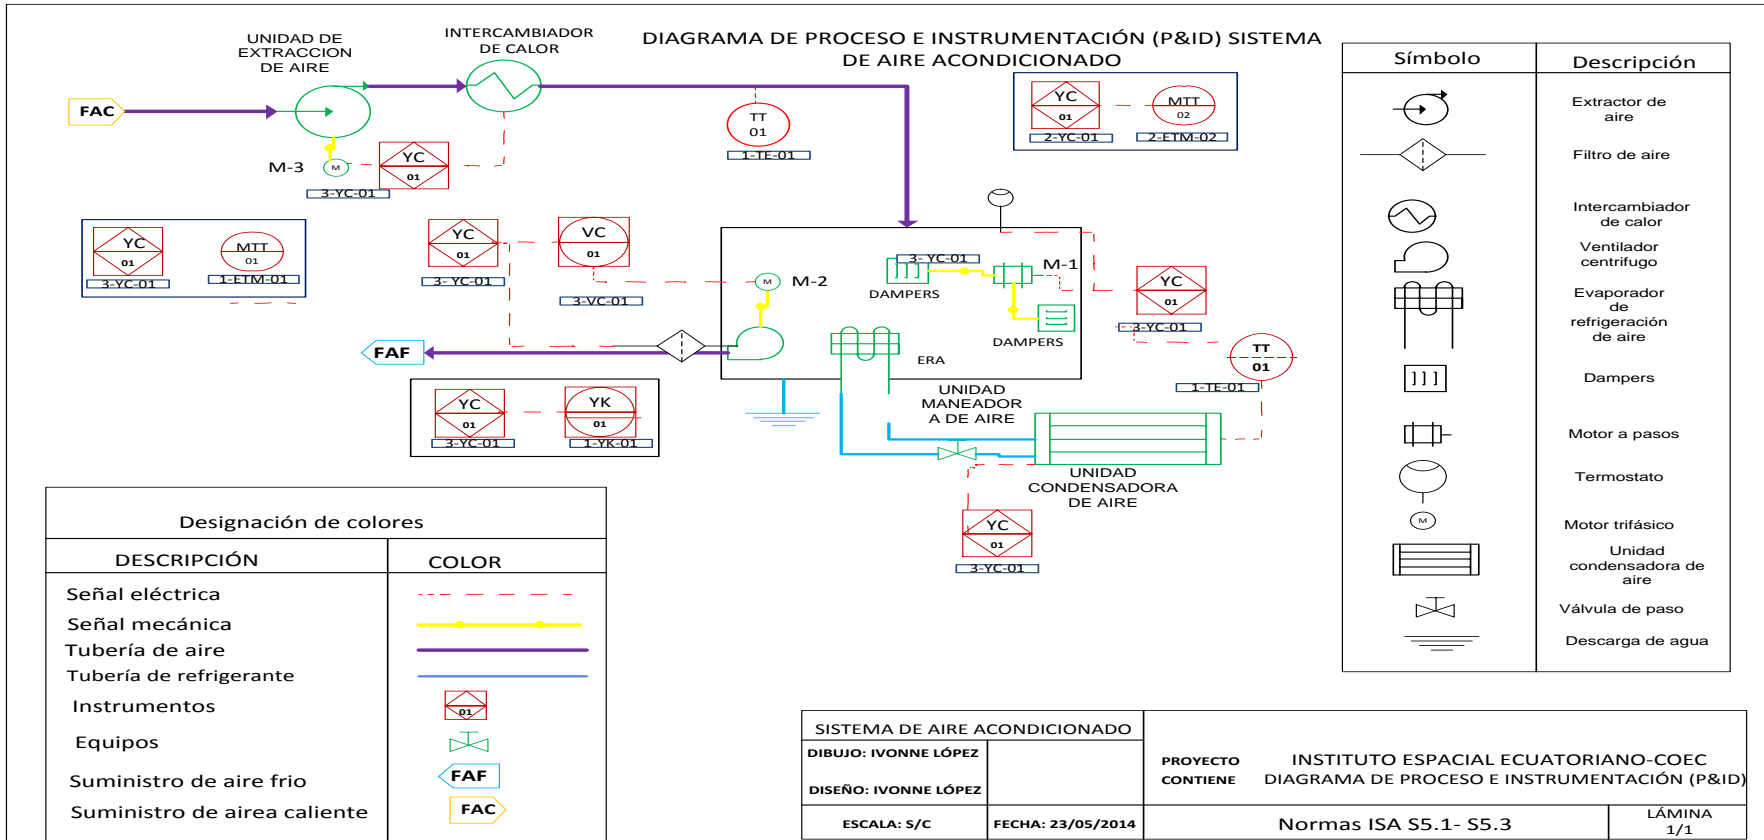 DIAGRAMA DE PROCESO E INSTRUMENTACIÓN (P&ID) SISTEMA
DE AIRE ACONDICIONADO
UNIDAD DE
EXTRACCION
DE AIRE
INTERCAMBIADOR
DE CALOR
FAC
M-3
M
YC
01
3-YC-01
TT
01
1-TE-01
YC
01
2-YC-01
MTT
02
2-ETM-02
YC
01
3-YC-01
MTT
01
1-ETM-01
YC
01
3- YC-01
VC
01
3-VC-01
M
M-2
3- YC-01
M-1
DAMPERS
DAMPERS
YC
01
3-YC-01
TT
01
1-TE-01
FAF
ERA
UNIDAD
MANEADOR
A DE AIRE
YC
01
3-YC-01
YK
01
1-YK-01
UNIDAD
CONDENSADORA
DE AIRE
YC
01
3-YC-01
Símbolo
Descripción
Extractor de
aire
Filtro de aire
Intercambiador
de calor
Ventilador
centrifugo
Evaporador
de
refrigeración
de aire
Dampers
Motor a pasos
Termostato
M
Motor trifásico
Unidad
condensadora de
aire
Válvula de paso
Descarga de agua
Designación de colores
DESCRIPCIÓN
COLOR
Señal eléctrica
Señal mecánica
Tubería de aire
Tubería de refrigerante
Instrumentos
01
Equipos
Suministro de aire frio
FAF
Suministro de airea caliente
FAC
SISTEMA DE AIRE ACONDICIONADO
DIBUJO: IVONNE LÓPEZ
DISEÑO: IVONNE LÓPEZ
ESCALA: S/C
FECHA: 23/05/2014
PROYECTO INSTITUTO ESPACIAL ECUATORIANO-COEC
CONTIENE DIAGRAMA DE PROCESO E INSTRUMENTACIÓN (P&ID)
Normas ISA S5.1- S5.3
LÁMINA
1/1